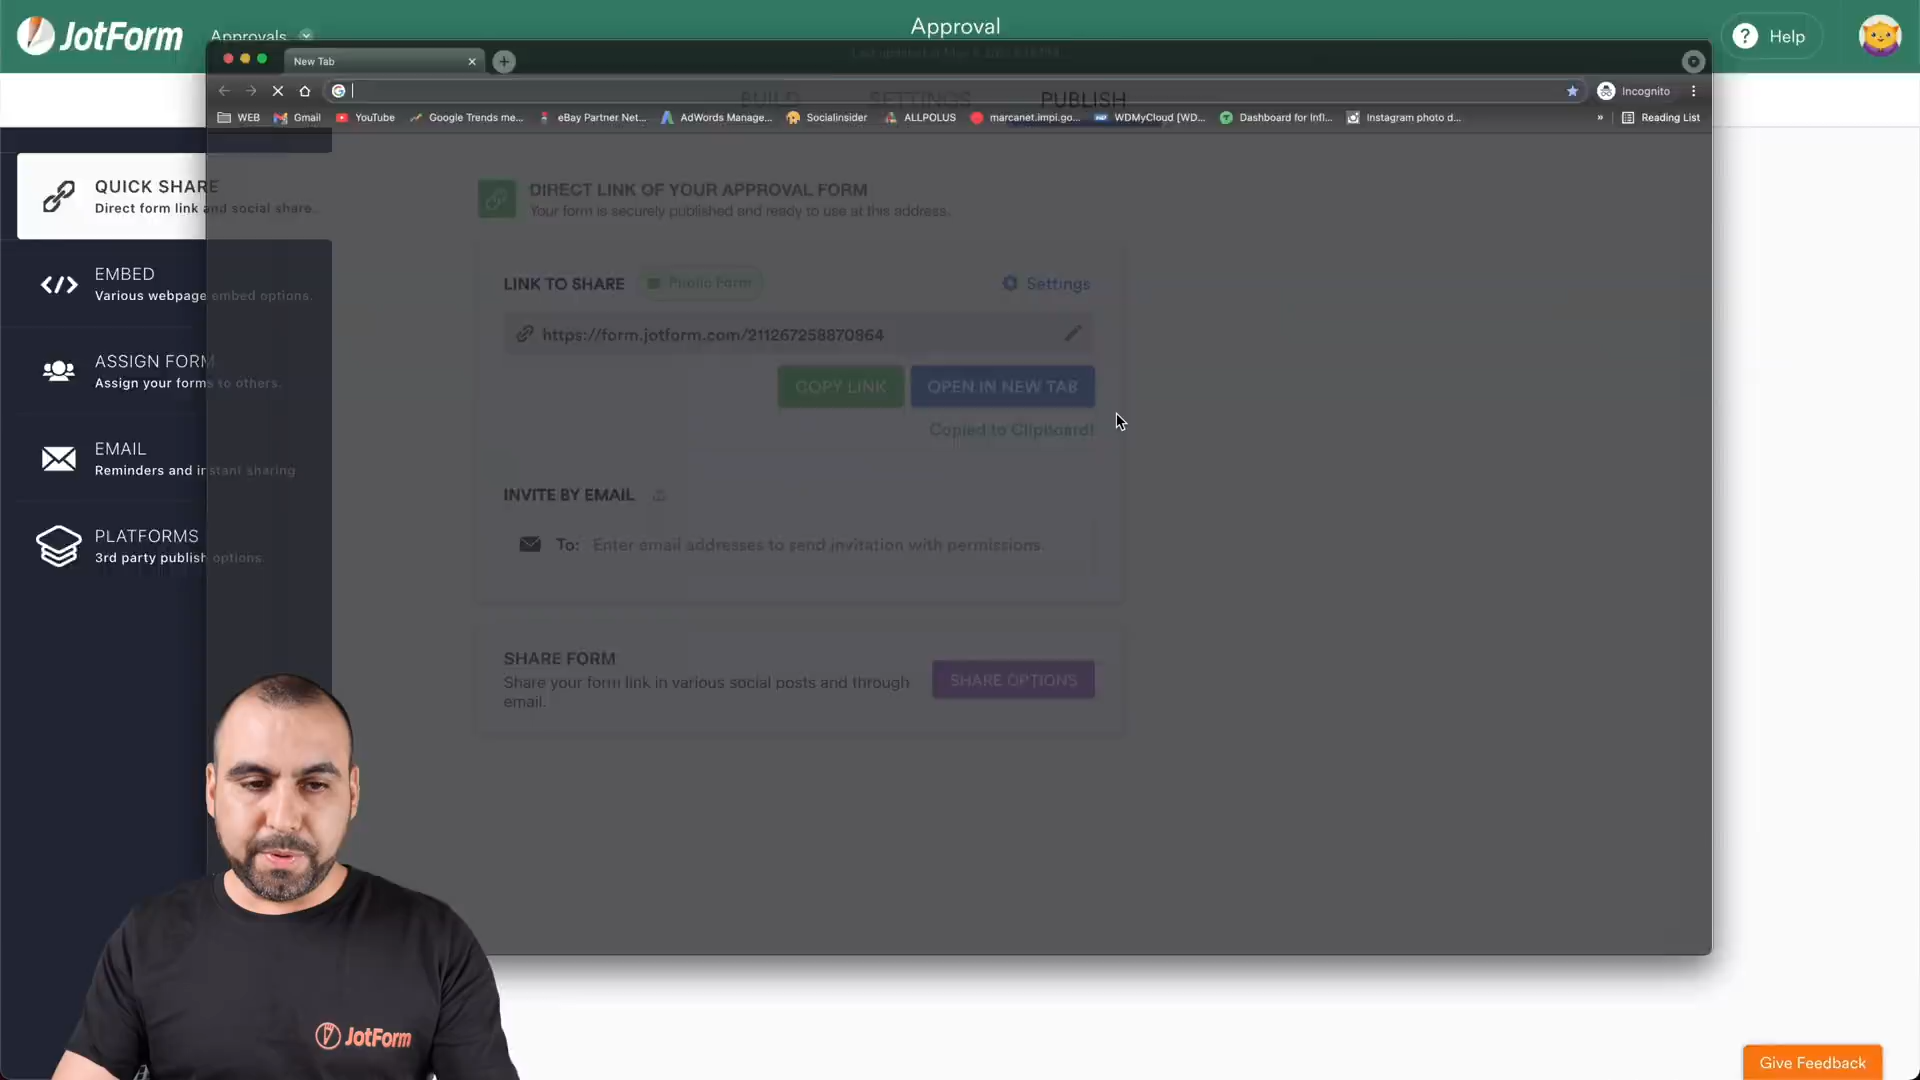 JotForm
Approvals
Approval
Help
New Tab
BUILD
SETTINGS
PUBLISH
Incognito
WEB
Gmail
YouTube
Google Trends me...
eBay Partner Net...
AdWords Manage...
Socialinsider
ALLPOLUS
marcanet.impi.go...
WDMyCloud [WD...
Dashboard for Infl...
Instagram photo d...
»
Reading List
QUICK SHARE
Direct form link and social share.
EMBED
Various webpage embed options.
ASSIGN FORM
Assign your forms to others.
EMAIL
Reminders and instant sharing
PLATFORMS
3rd party publish options.
DIRECT LINK OF YOUR APPROVAL FORM
Your form is securely published and ready to use at this address.
LINK TO SHARE
Public Form
Settings
https://form.jotform.com/211267258870864
COPY LINK
OPEN IN NEW TAB
Copied to Clipboard!
INVITE BY EMAIL
To: Enter email addresses to send invitation with permissions.
SHARE FORM
Share your form link in various social posts and through
email.
SHARE OPTIONS
JotForm
Give Feedback